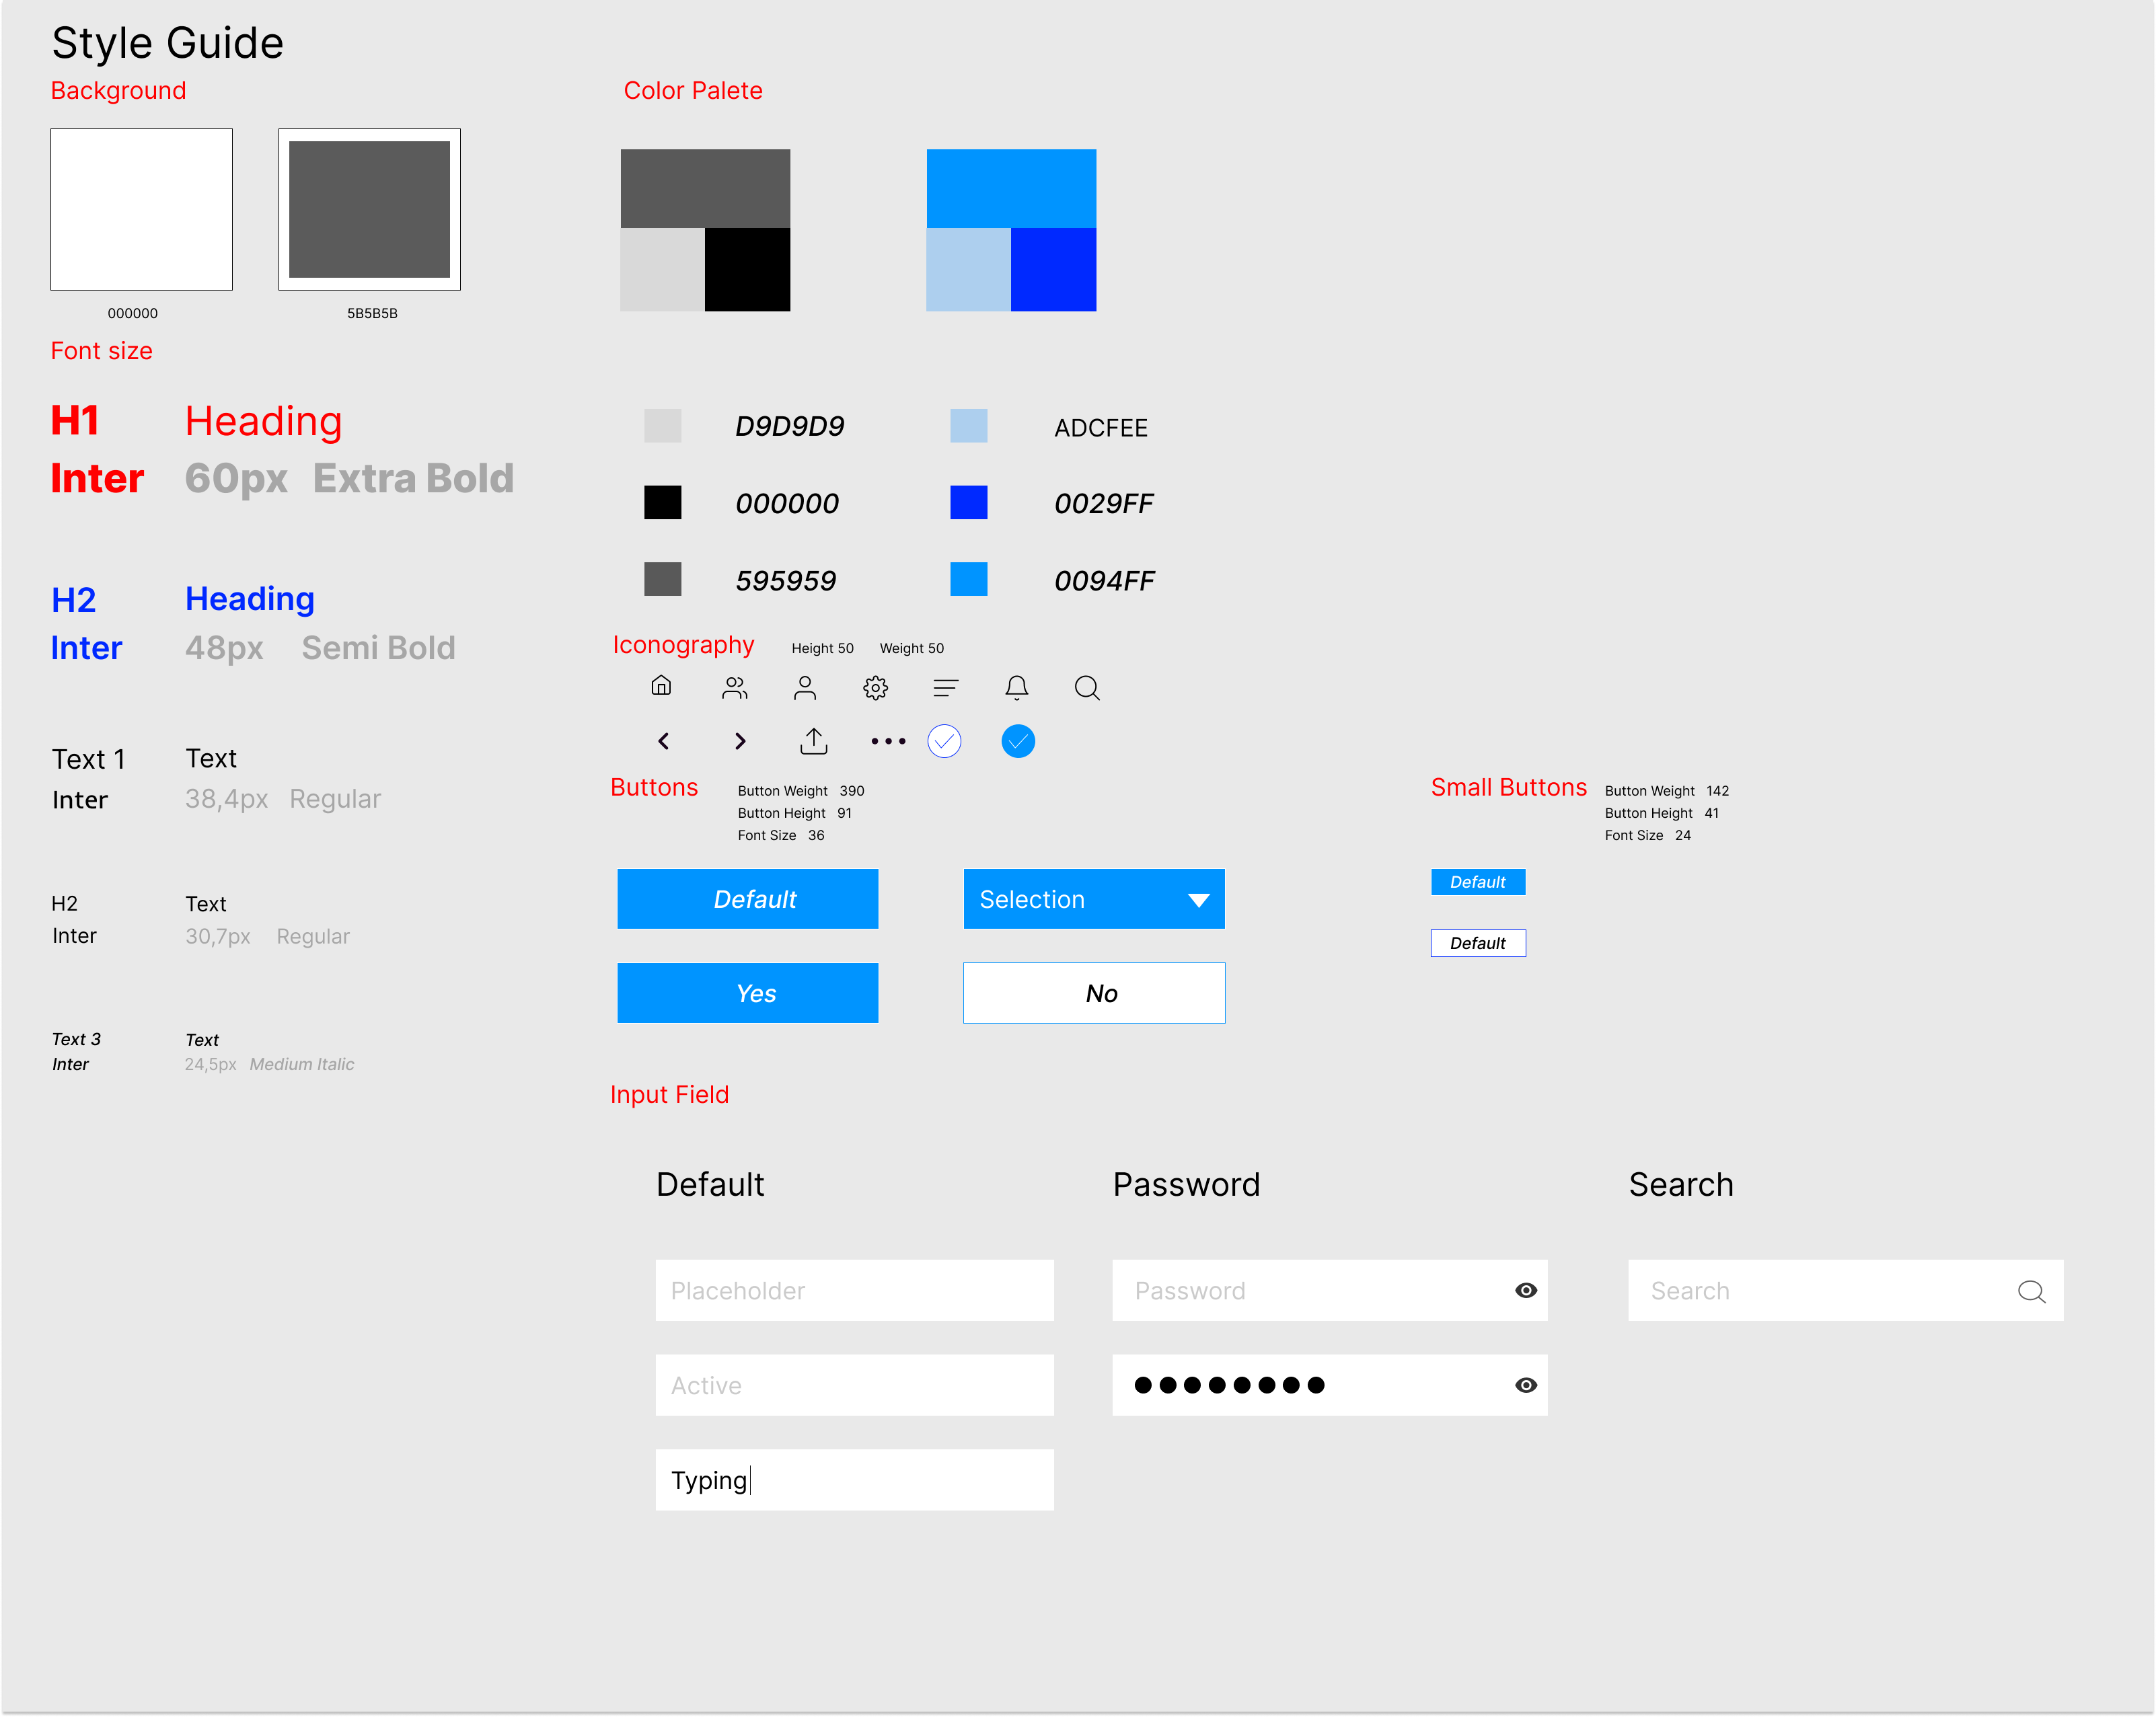 Style Guide
Background
000000
5B5B5B
Font size
H1 Heading
Inter 60px Extra Bold
H2 Heading
Inter 48px Semi Bold
Text 1 Text
Inter 38,4px Regular
H2 Text
Inter 30,7px Regular
Text 3 Text
Inter 24,5px Medium Italic
Color Palete
D9D9D9 ADCFEE
000000 0029FF
595959 0094FF
Iconography Height 50 Weight 50
Buttons
Button Weight 390
Button Height 91
Font Size 36
Default Selection
Yes No
Small Buttons
Button Weight 142
Button Height 41
Font Size 24
Default
Default
Input Field
Default Password Search
Placeholder Password Search
Active
Typing